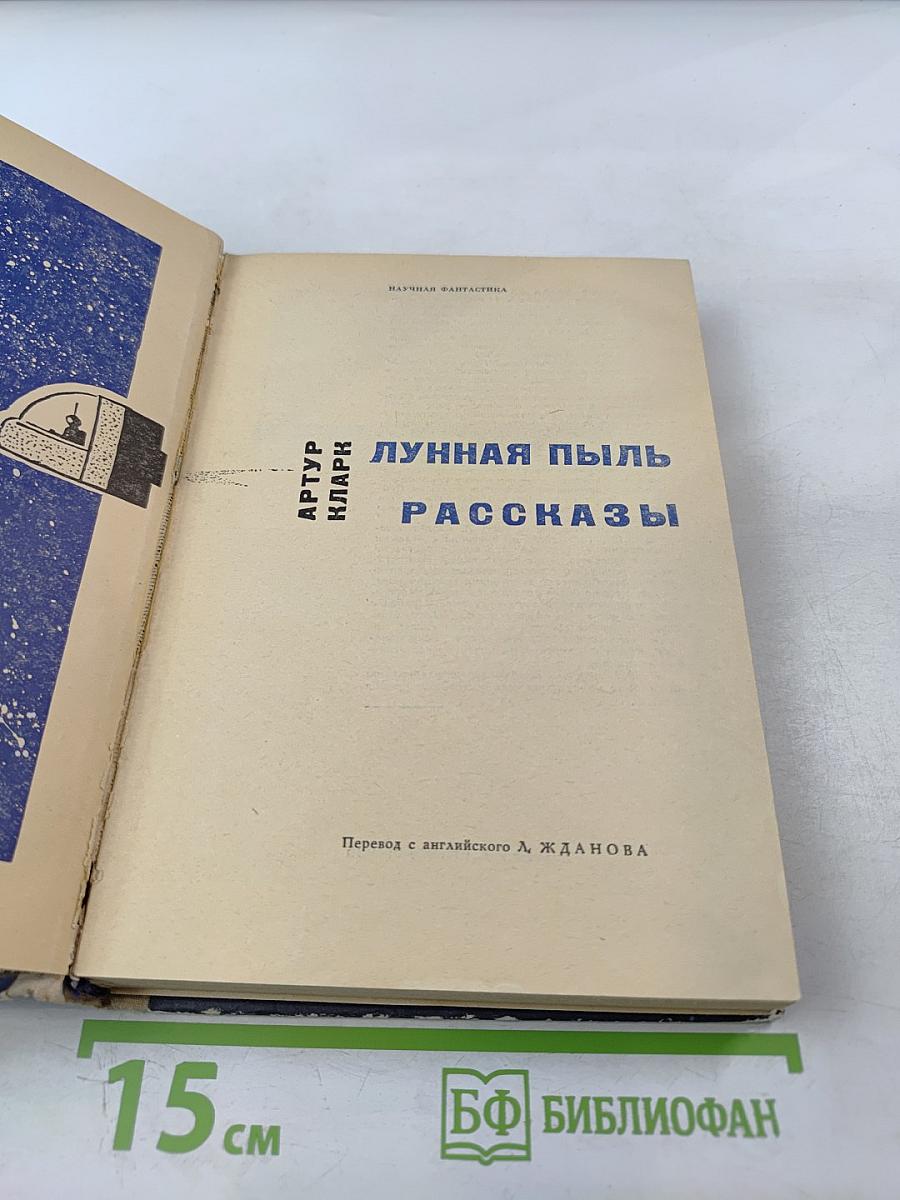 НАУЧНАЯ ФАНТАСТИКА
АРТУР
КЛАРК
ЛУННАЯ ПЫЛЬ
РАССКАЗЫ
Перевод с английского Л. ЖДАНОВА
15 см
БФ БИБЛИОФАН